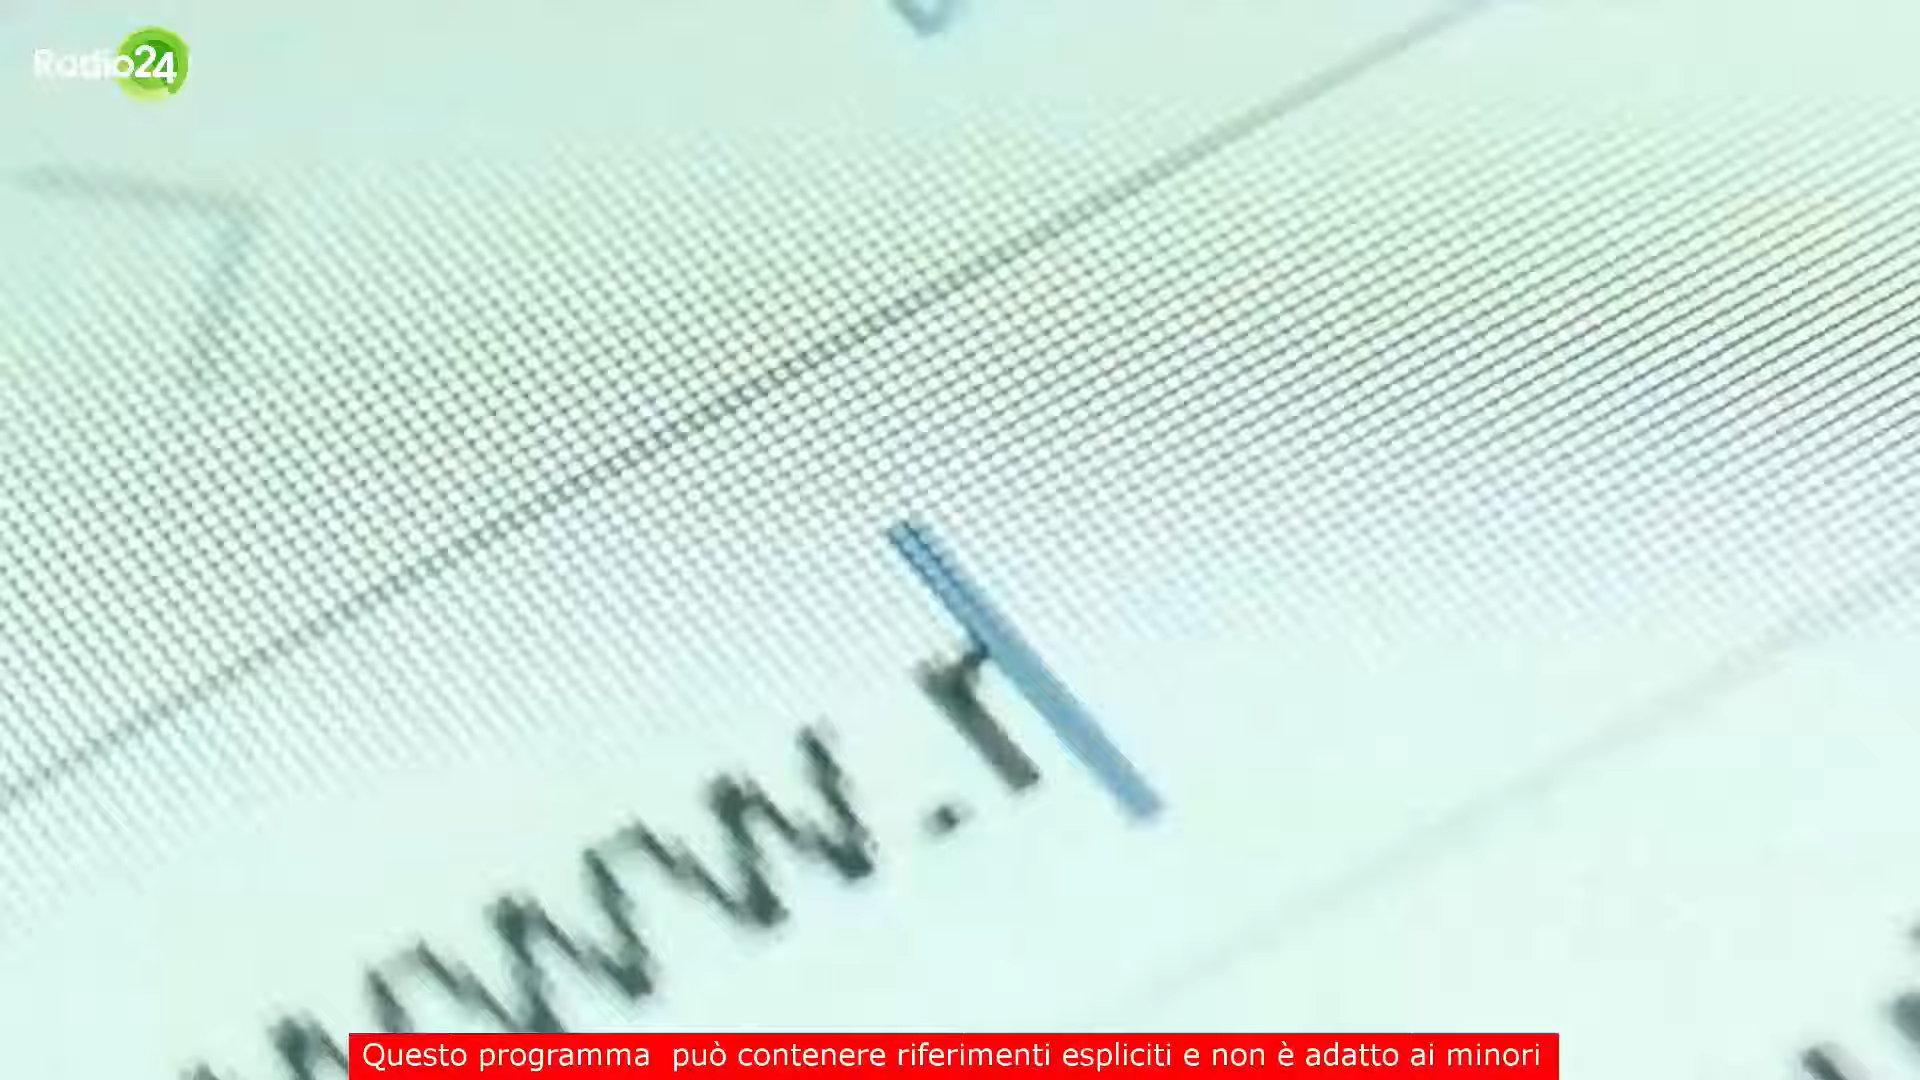 Radio24
www.r
Questo programma può contenere riferimenti espliciti e non è adatto ai minori